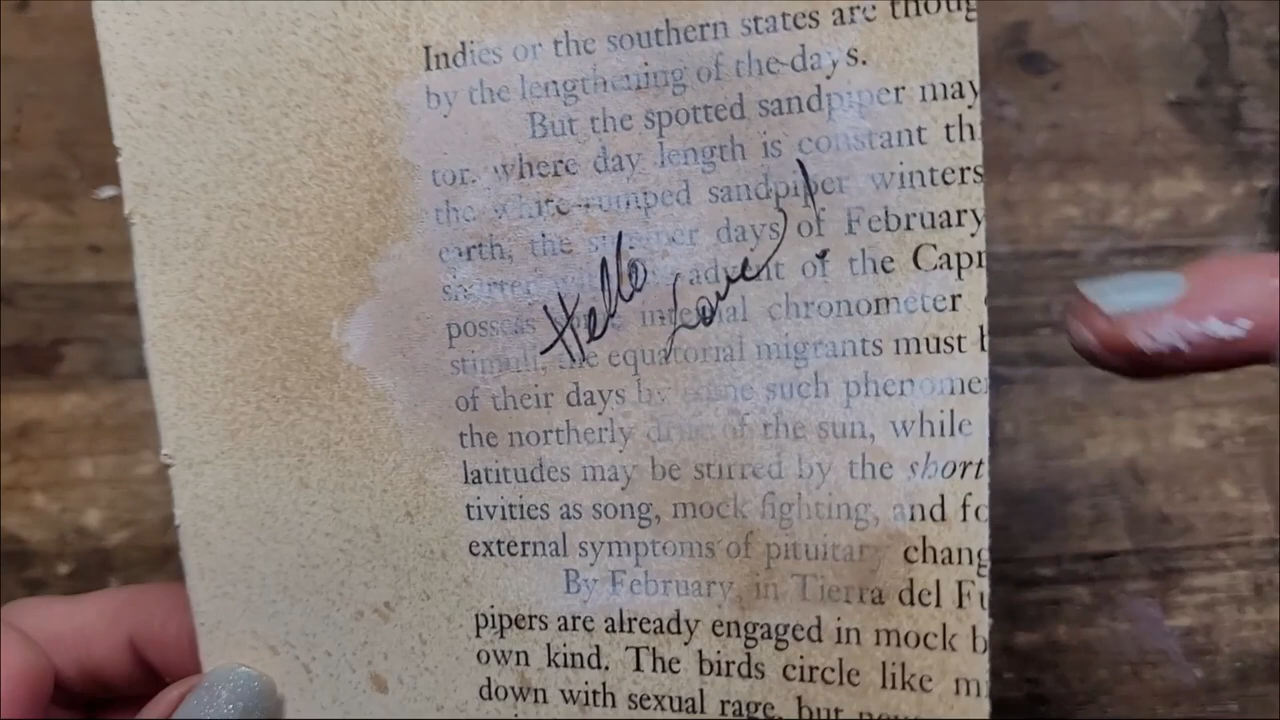 Indies or the southern states are thoug
by the lengthening of the days.
But the spotted sandpiper may
tor. where day length is constant th
the white-rumped sandpiper winters
earth, the summer days of February
shorter advent of the Capr
possess internal chronometer
stimuli, the equatorial migrants must b
of their days by some such phenomen
the northerly drift of the sun, while
latitudes may be stirred by the short
tivities as song, mock fighting, and fo
external symptoms of pituitary chang
By February, in Tierra del Fu
pipers are already engaged in mock b
own kind. The birds circle like m
down with sexual rage, but
Hello
Love